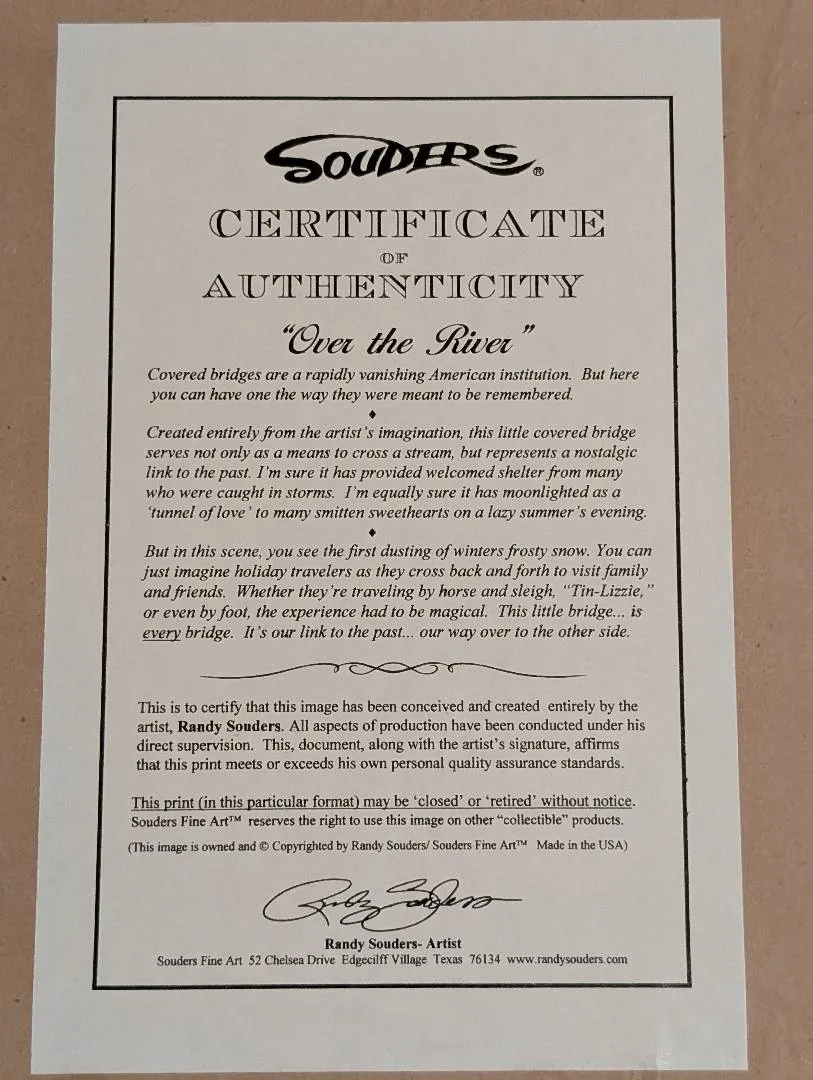 SOUDERS®
CERTIFICATE
OF
AUTHENTICITY
“Over the River”
Covered bridges are a rapidly vanishing American institution. But here
you can have one the way they were meant to be remembered.
♦
Created entirely from the artist’s imagination, this little covered bridge
serves not only as a means to cross a stream, but represents a nostalgic
link to the past. I’m sure it has provided welcomed shelter from many
who were caught in storms. I’m equally sure it has moonlighted as a
‘tunnel of love’ to many smitten sweethearts on a lazy summer’s evening.
♦
But in this scene, you see the first dusting of winters frosty snow. You can
just imagine holiday travelers as they cross back and forth to visit family
and friends. Whether they’re traveling by horse and sleigh, “Tin-Lizzie,”
or even by foot, the experience had to be magical. This little bridge... is
every bridge. It’s our link to the past... our way over to the other side.
This is to certify that this image has been conceived and created entirely by the
artist, Randy Souders. All aspects of production have been conducted under his
direct supervision. This, document, along with the artist’s signature, affirms
that this print meets or exceeds his own personal quality assurance standards.
This print (in this particular format) may be ‘closed’ or ‘retired’ without notice.
Souders Fine Art™ reserves the right to use this image on other “collectible” products.
(This image is owned and © Copyrighted by Randy Souders/ Souders Fine Art™ Made in the USA)
Randy Souders
Randy Souders- Artist
Souders Fine Art 52 Chelsea Drive Edgecilff Village Texas 76134 www.randysouders.com